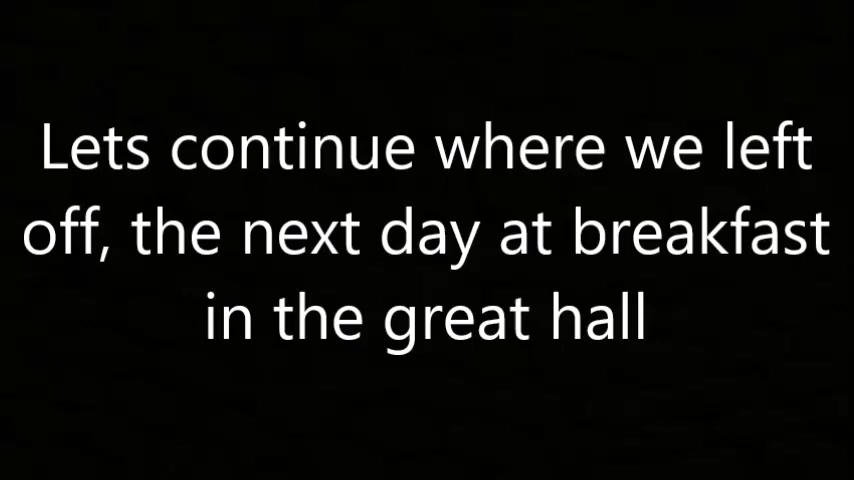 Lets continue where we left
off, the next day at breakfast
in the great hall